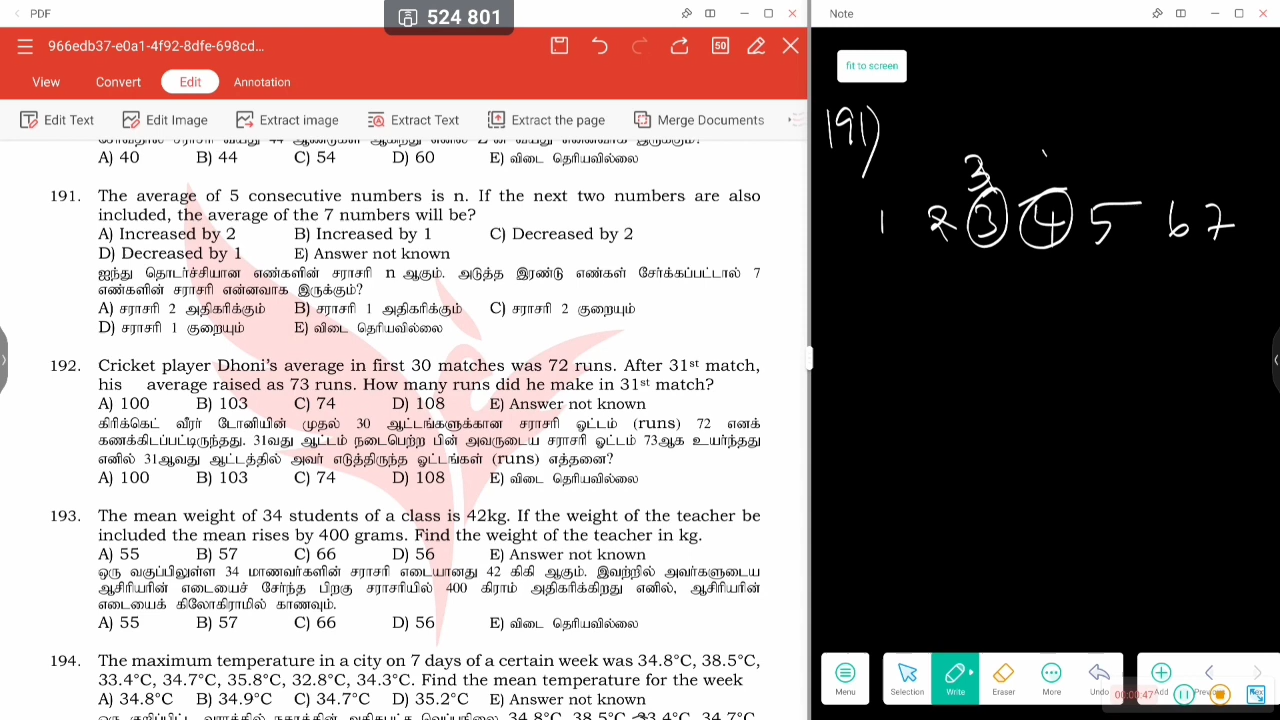 PDF
524 801
Note
966edb37-e0a1-4f92-8dfe-698cd...
50
View Convert Edit Annotation
Edit Text Edit Image Extract image Extract Text Extract the page Merge Documents
A) 40 B) 44 C) 54 D) 60 E) விடை தெரியவில்லை
191. The average of 5 consecutive numbers is n. If the next two numbers are also
included, the average of the 7 numbers will be?
A) Increased by 2 B) Increased by 1 C) Decreased by 2
D) Decreased by 1 E) Answer not known
ஐந்து தொடர்ச்சியான எண்களின் சராசரி n ஆகும். அடுத்த இரண்டு எண்கள் சேர்க்கப்பட்டால் 7
எண்களின் சராசரி என்னவாக இருக்கும்?
A) சராசரி 2 அதிகரிக்கும் B) சராசரி 1 அதிகரிக்கும் C) சராசரி 2 குறையும்
D) சராசரி 1 குறையும் E) விடை தெரியவில்லை
192. Cricket player Dhoni's average in first 30 matches was 72 runs. After 31st match,
his average raised as 73 runs. How many runs did he make in 31st match?
A) 100 B) 103 C) 74 D) 108 E) Answer not known
கிரிக்கெட் வீரர் டோனியின் முதல் 30 ஆட்டங்களுக்கான சராசரி ஓட்டம் (runs) 72 எனக்
கணக்கிடப்பட்டிருந்தது. 31வது ஆட்டம் நடைபெற்ற பின் அவருடைய சராசரி ஓட்டம் 73ஆக உயர்ந்தது
எனில் 31ஆவது ஆட்டத்தில் அவர் எடுத்திருந்த ஓட்டங்கள் (runs) எத்தனை?
A) 100 B) 103 C) 74 D) 108 E) விடை தெரியவில்லை
193. The mean weight of 34 students of a class is 42kg. If the weight of the teacher be
included the mean rises by 400 grams. Find the weight of the teacher in kg.
A) 55 B) 57 C) 66 D) 56 E) Answer not known
ஒரு வகுப்பிலுள்ள 34 மாணவர்களின் சராசரி எடையானது 42 கிகி ஆகும். இவற்றில் அவர்களுடைய
ஆசிரியரின் எடையைச் சேர்ந்த பிறகு சராசரியில் 400 கிராம் அதிகரிக்கிறது எனில், ஆசிரியரின்
எடையைக் கிலோகிராமில் காணவும்.
A) 55 B) 57 C) 66 D) 56 E) விடை தெரியவில்லை
194. The maximum temperature in a city on 7 days of a certain week was 34.8°C, 38.5°C,
33.4°C, 34.7°C, 35.8°C, 32.8°C, 34.3°C. Find the mean temperature for the week
A) 34.8°C B) 34.9°C C) 34.7°C D) 35.2°C E) Answer not known
fit to screen
191)
3
1 2 3 4 5 6 7
Menu Selection Write Eraser More Undo Add
00:00:47